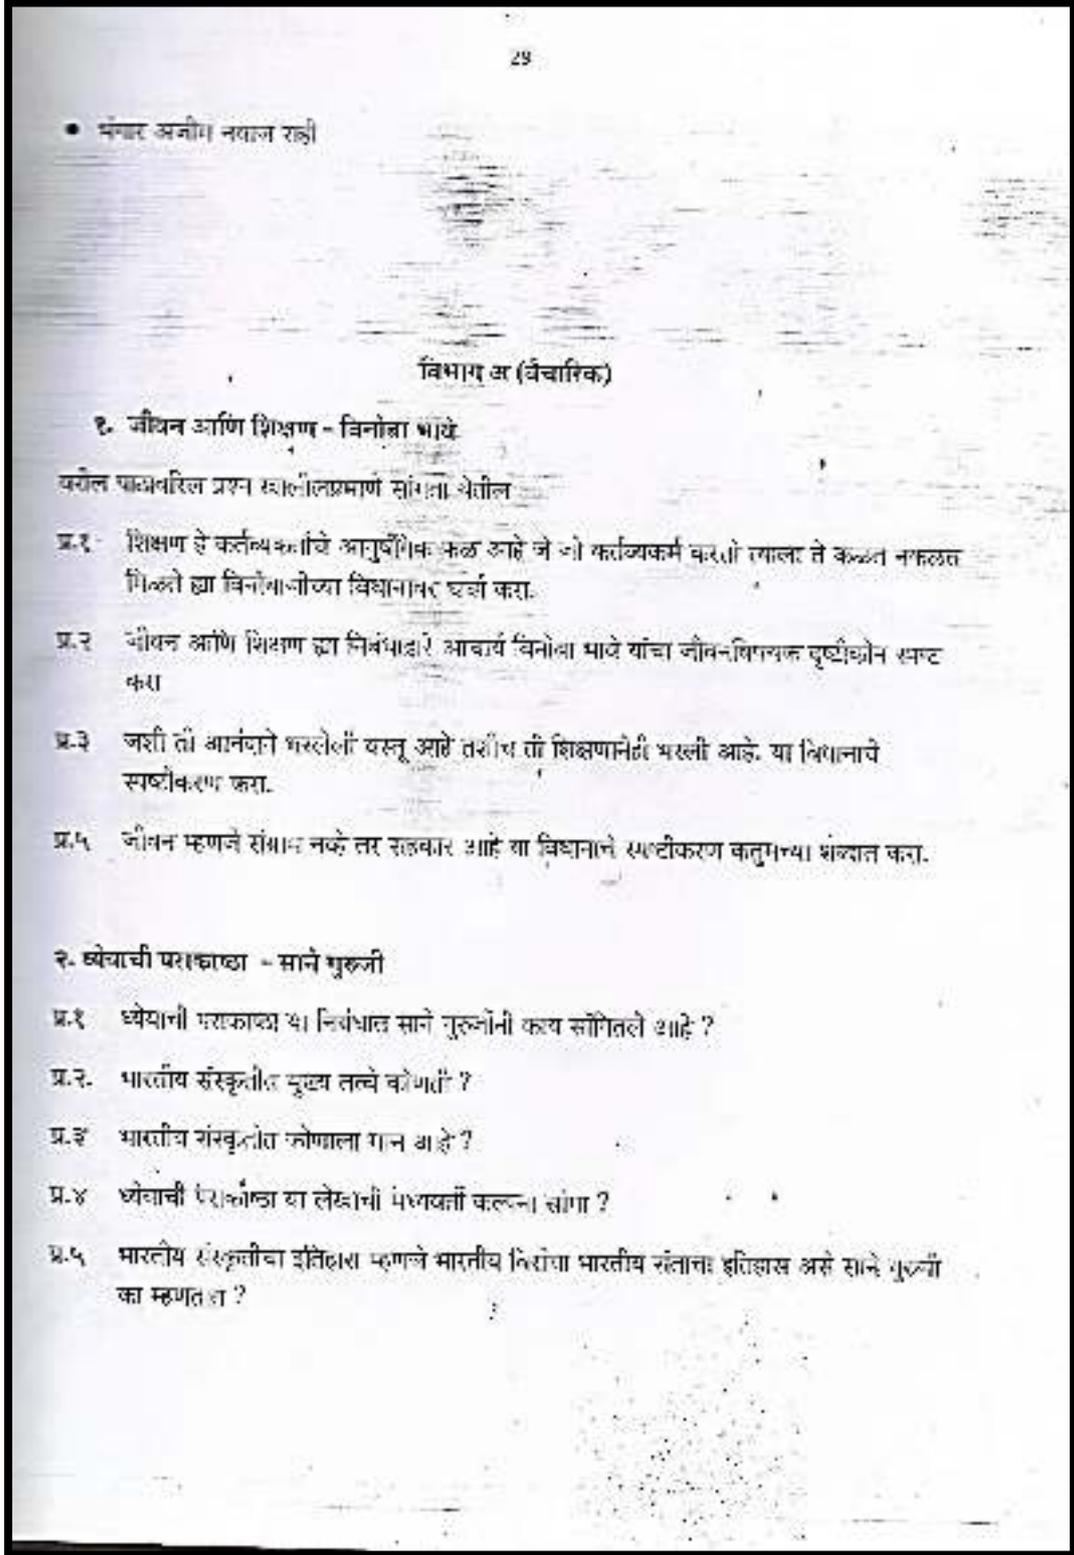 29
• भंगार अजीम नवाज राही
विभाग अ (वैचारिक)
१. जीवन आणि शिक्षण - विनोबा भावे
वरील पाठावरिल प्रश्न खालीलप्रमाणे सांगता येतील
प्र.१ शिक्षण हे कर्तव्यकर्माचे आनुषंगिक फळ आहे जे जो कर्तव्यकर्म करतो त्याला ते कळत नकळत
मिळते ह्या विनोबाजींच्या विधानावर चर्चा करा.
प्र.२ जीवन आणि शिक्षण ह्या निबंधाद्वारे आचार्य विनोबा भावे यांचा जीवनविषयक दृष्टीकोन स्पष्ट
करा
प्र.३ जशी ती आनंदाने भरलेली वस्तू आहे तशीच ती शिक्षणानेही भरली आहे. या विधानाचे
स्पष्टीकरण करा.
प्र.५ जीवन म्हणजे संग्राम नव्हे तर सहकार आहे या विधानाचे स्पष्टीकरण शब्दात करा.
२. ध्येयाची पराकाष्ठा - साने गुरुजी
प्र.१ ध्येयाची पराकाष्ठा या निबंधात साने गुरुजींनी काय सांगितले आहे ?
प्र.२. भारतीय संस्कृतीत मुख्य तत्वे कोणती ?
प्र.३ भारतीय संस्कृतीत कोणाला मान आहे ?
प्र.४ ध्येयाची पराकाष्ठा या लेखाची मध्यवर्ती कल्पना सांगा ?
प्र.५ भारतीय संस्कृतीचा इतिहास म्हणजे भारतीय भारतीय संताचा इतिहास असे साने गुरुजी
का म्हणतात ?